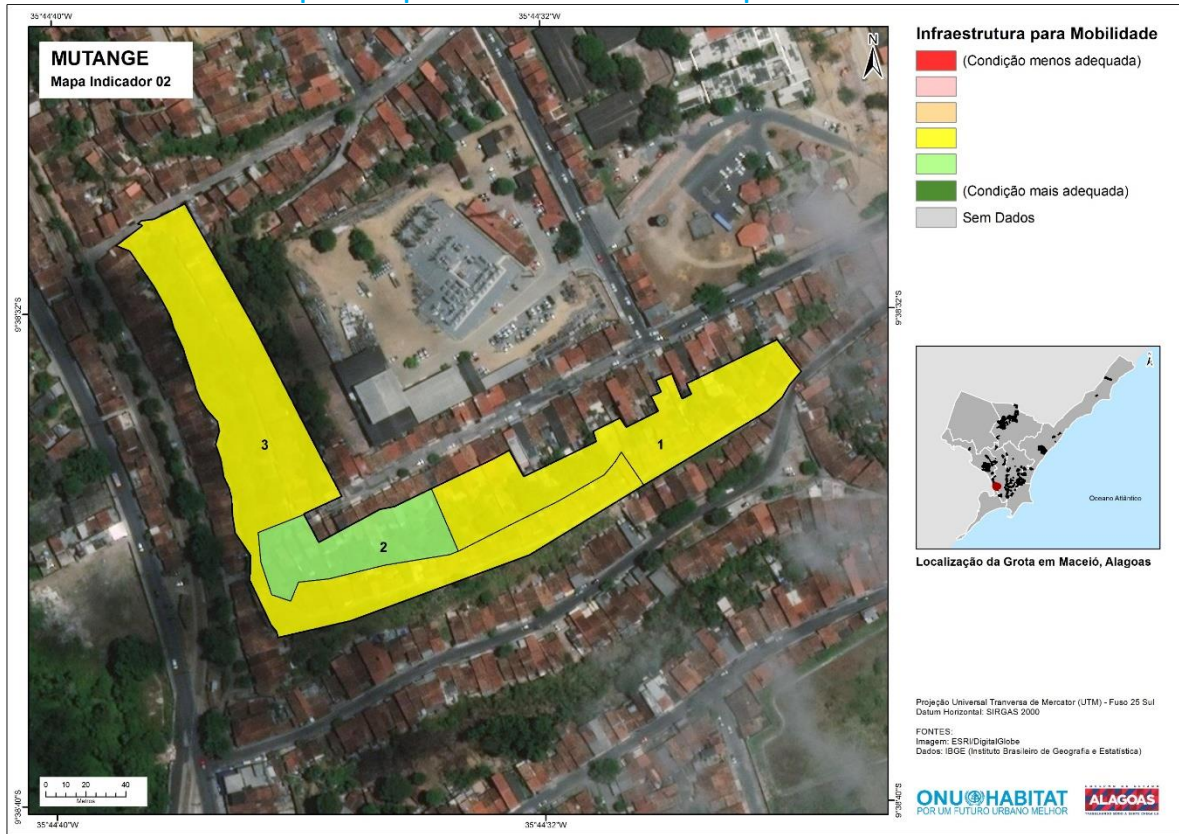 35°44'40"W
35°44'32"W
MUTANGE
Mapa Indicador 02
N
Infraestrutura para Mobilidade
(Condição menos adequada)
(Condição mais adequada)
Sem Dados
9°38'32"S
9°38'32"S
3
1
2
Oceano Atlântico
Localização da Grota em Maceió, Alagoas
Projeção Universal Tranversa de Mercator (UTM) - Fuso 25 Sul
Datum Horizontal: SIRGAS 2000
FONTES:
Imagem: ESRI/DigitalGlobe
Dados: IBGE (Instituto Brasileiro de Geografia e Estatística)
0 10 20 40
Metros
9°38'40"S
9°38'40"S
35°44'40"W
35°44'32"W
ONU HABITAT
POR UM FUTURO URBANO MELHOR
ALAGOAS